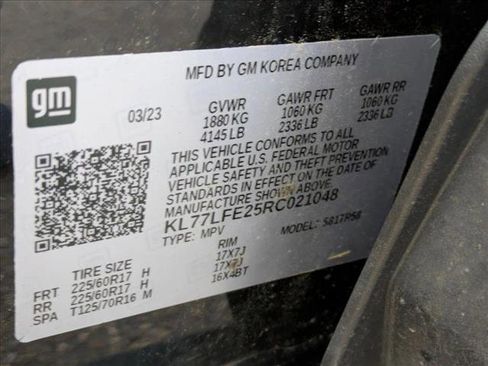 gm
MFD BY GM KOREA COMPANY
03/23 GVWR GAWR FRT GAWR RR
1880 KG 1060 KG 1060 KG
4145 LB 2336 LB 2336 LB
THIS VEHICLE CONFORMS TO ALL
APPLICABLE U.S. FEDERAL MOTOR
VEHICLE SAFETY AND THEFT PREVENTION
STANDARDS IN EFFECT ON THE DATE OF
MANUFACTURE SHOWN ABOVE.
KL77LFE25RC021048
TYPE: MPV MODEL: 5817R58
TIRE SIZE RIM
FRT 225/60R17 H 17X7J
RR 225/60R17 H 17X7J
SPA T125/70R16 M 16X4BT